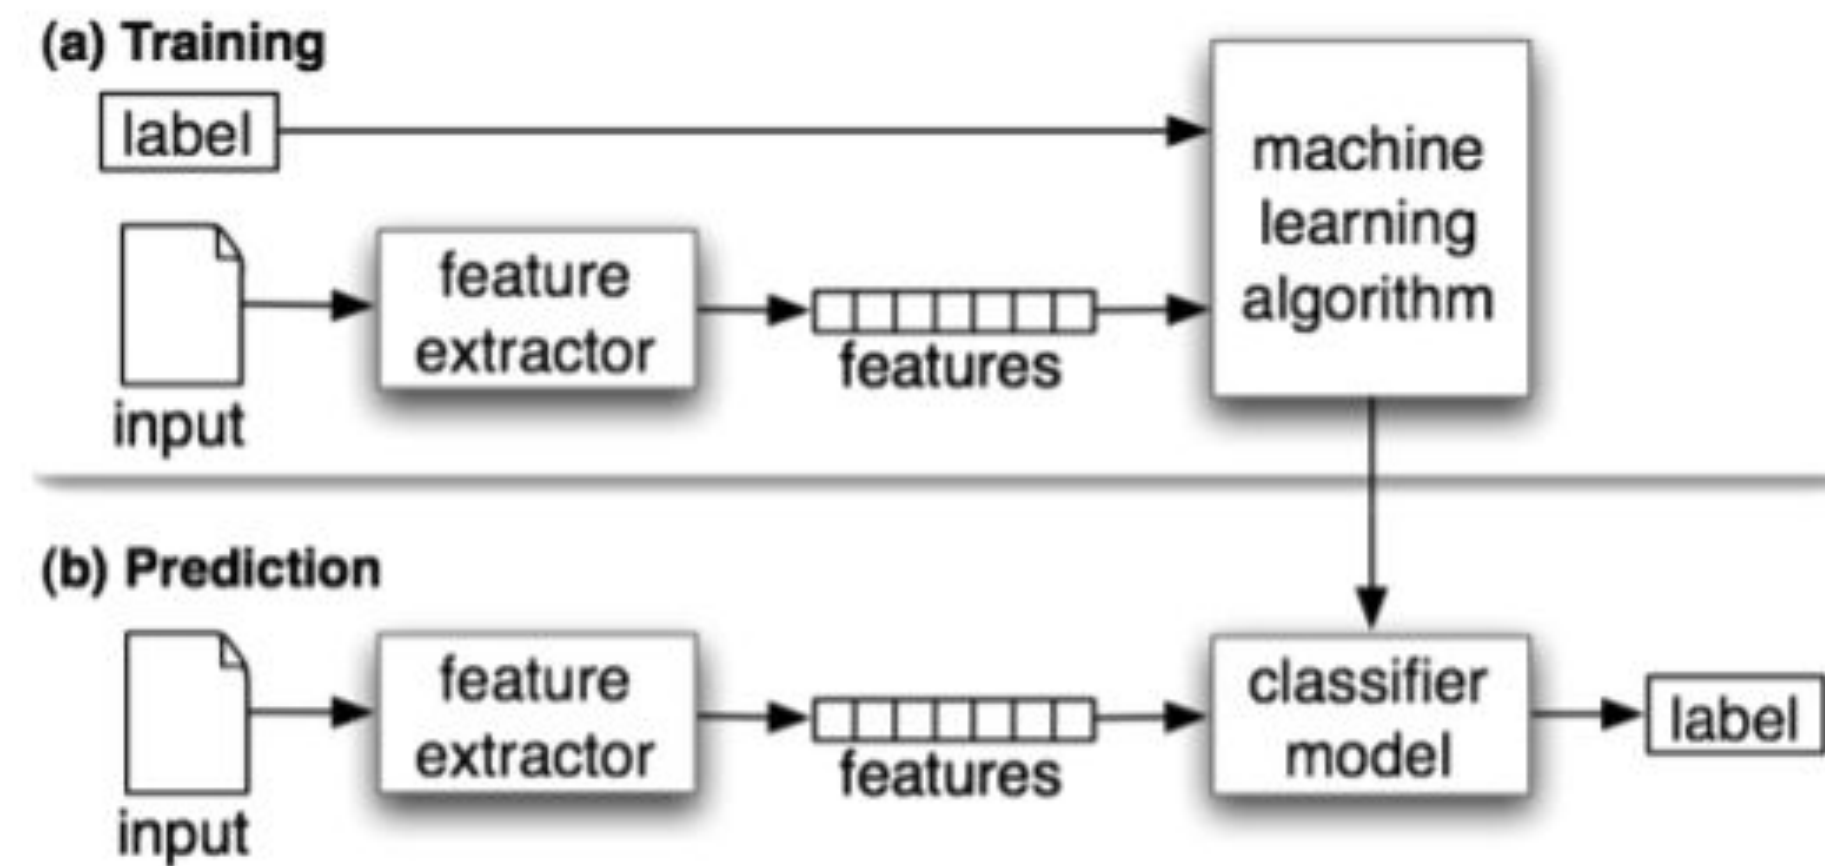 (a) Training
label
machine
learning
algorithm
feature
extractor
features
input
(b) Prediction
feature
extractor
features
classifier
model
label
input